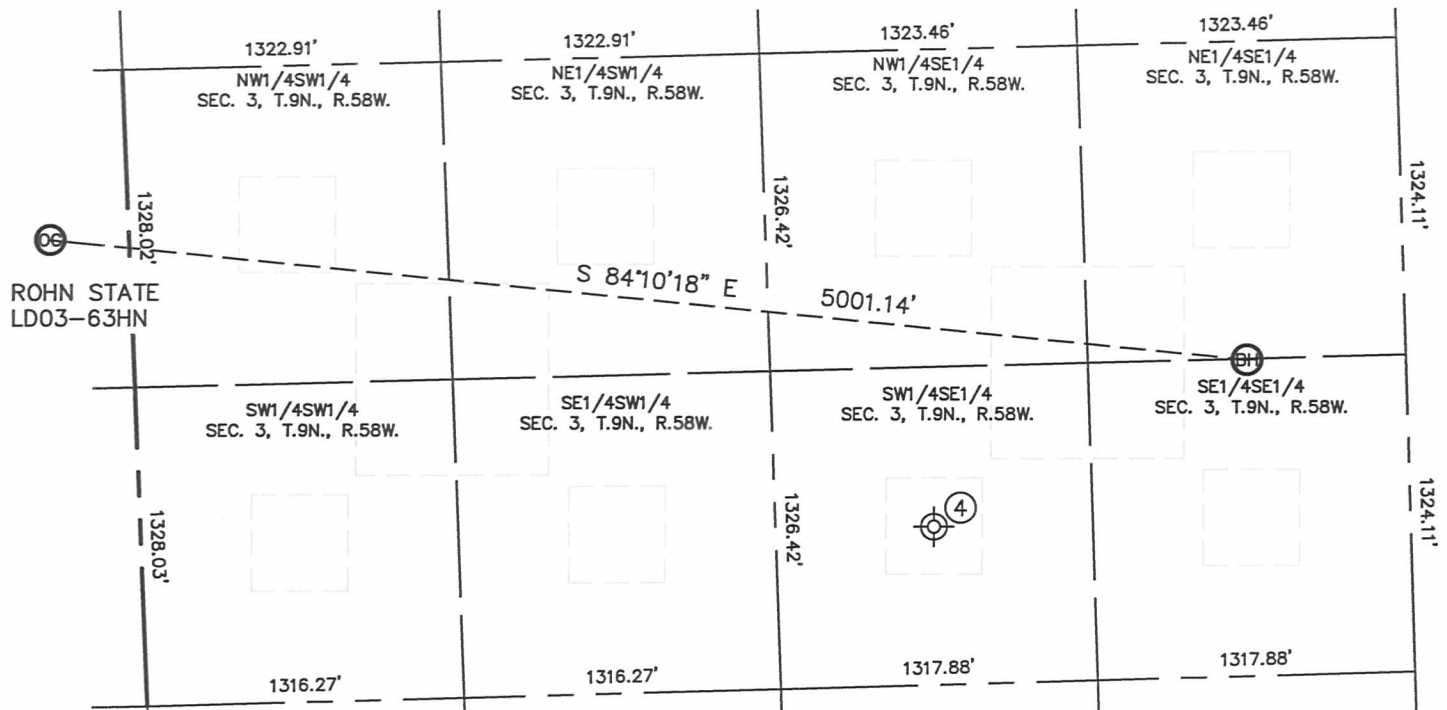 1322.91'
1322.91'
1323.46'
1323.46'
NW1/4SW1/4
SEC. 3, T.9N., R.58W.
NE1/4SW1/4
SEC. 3, T.9N., R.58W.
NW1/4SE1/4
SEC. 3, T.9N., R.58W.
NE1/4SE1/4
SEC. 3, T.9N., R.58W.
1328.02'
1326.42'
1324.11'
OG
ROHN STATE
LD03-63HN
S 84°10'18" E
5001.14'
BH
SW1/4SW1/4
SEC. 3, T.9N., R.58W.
SE1/4SW1/4
SEC. 3, T.9N., R.58W.
SW1/4SE1/4
SEC. 3, T.9N., R.58W.
SE1/4SE1/4
SEC. 3, T.9N., R.58W.
4
1328.03'
1326.42'
1324.11'
1316.27'
1316.27'
1317.88'
1317.88'